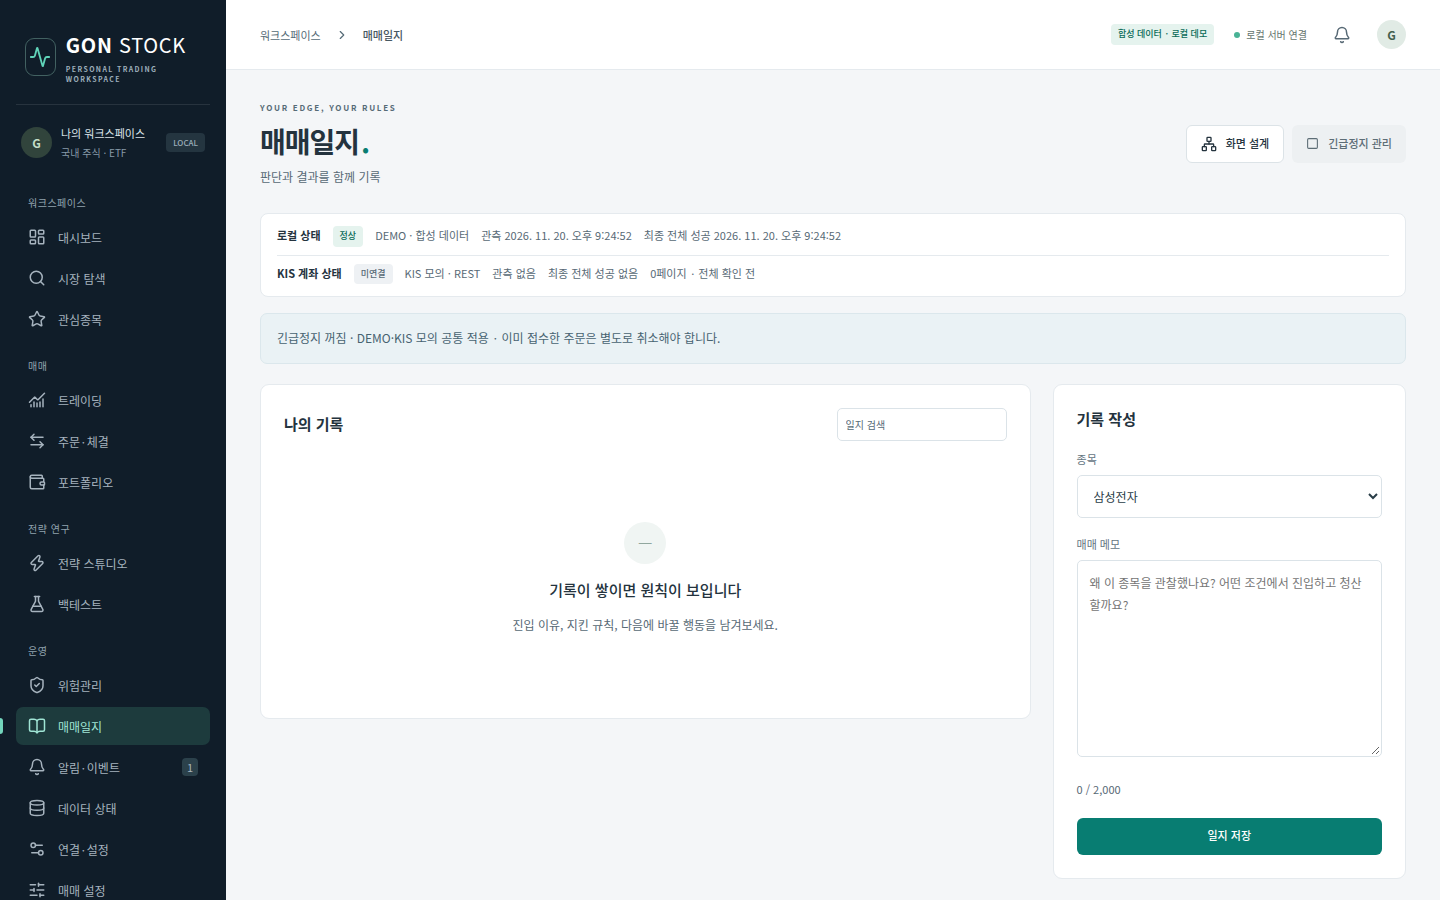 GON STOCK
PERSONAL TRADING
WORKSPACE
G
나의 워크스페이스
국내 주식 · ETF
LOCAL
워크스페이스
대시보드
시장 탐색
관심종목
매매
트레이딩
주문·체결
포트폴리오
전략 연구
전략 스튜디오
백테스트
운영
위험관리
매매일지
알림·이벤트
1
데이터 상태
연결·설정
매매 설정
워크스페이스 > 매매일지
합성 데이터 · 로컬 데모
로컬 서버 연결
G
YOUR EDGE, YOUR RULES
매매일지.
판단과 결과를 함께 기록
화면 설계
긴급정지 관리
로컬 상태 정상 DEMO · 합성 데이터 관측 2026. 11. 20. 오후 9:24:52 최종 전체 성공 2026. 11. 20. 오후 9:24:52
KIS 계좌 상태 미연결 KIS 모의 · REST 관측 없음 최종 전체 성공 없음 0페이지 · 전체 확인 전
긴급정지 꺼짐 · DEMO·KIS 모의 공통 적용 · 이미 접수한 주문은 별도로 취소해야 합니다.
나의 기록
일지 검색
—
기록이 쌓이면 원칙이 보입니다
진입 이유, 지킨 규칙, 다음에 바꿀 행동을 남겨보세요.
기록 작성
종목
삼성전자
매매 메모
왜 이 종목을 관찰했나요? 어떤 조건에서 진입하고 청산
할까요?
0 / 2,000
일지 저장